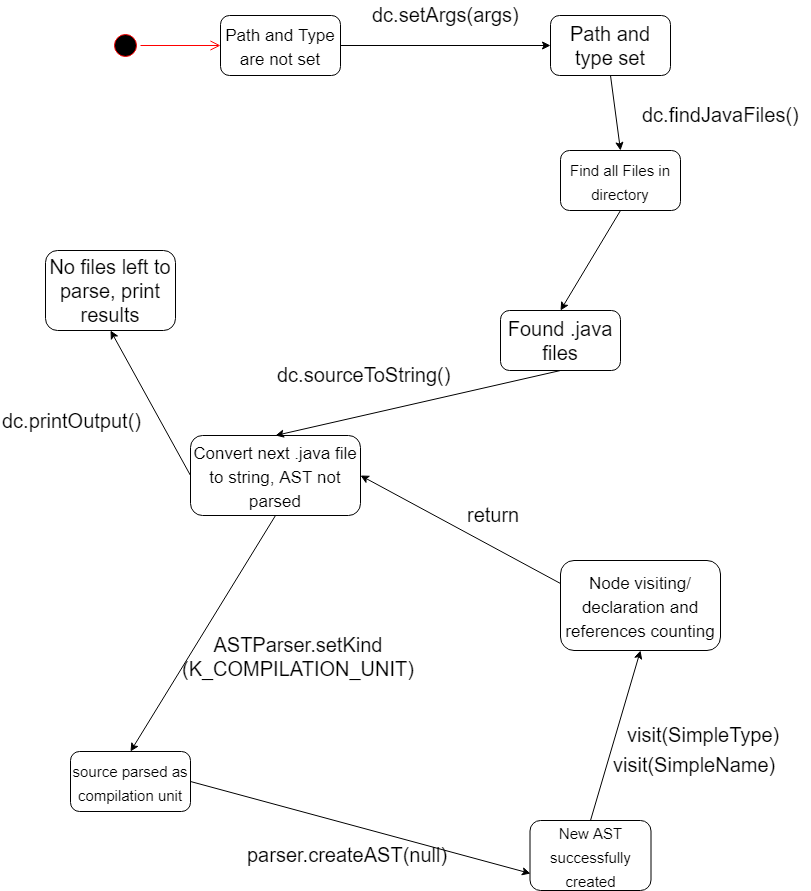 dc.setArgs(args)
Path and Type
are not set
Path and
type set
dc.findJavaFiles()
Find all Files in
directory
No files left to
parse, print
results
Found .java
files
dc.sourceToString()
dc.printOutput()
Convert next .java file
to string, AST not
parsed
return
Node visiting/
declaration and
references counting
ASTParser.setKind
(K_COMPILATION_UNIT)
visit(SimpleType)
visit(SimpleName)
source parsed as
compilation unit
parser.createAST(null)
New AST
successfully
created